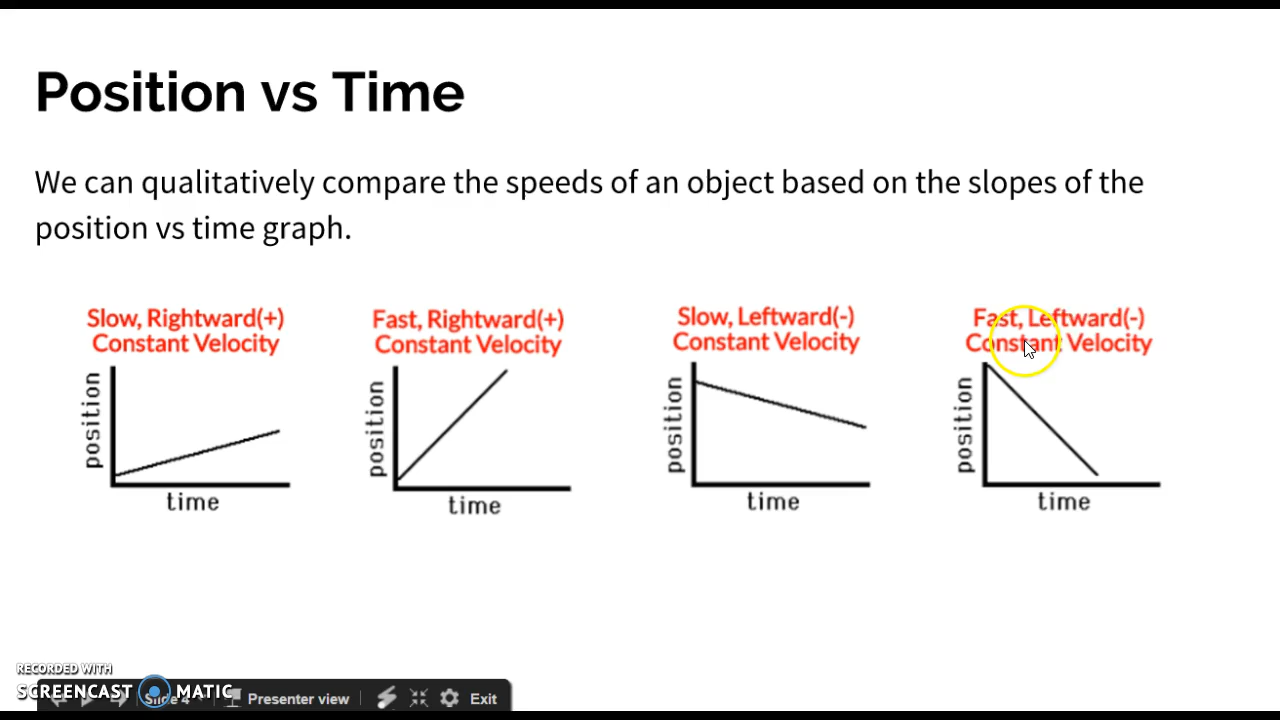 Position vs Time
We can qualitatively compare the speeds of an object based on the slopes of the
position vs time graph.
Slow, Rightward(+)
Constant Velocity
position
time
Fast, Rightward(+)
Constant Velocity
position
time
Slow, Leftward(-)
Constant Velocity
position
time
Fast, Leftward(-)
Constant Velocity
position
time
RECORDED WITH
SCREENCAST MATIC
Slide 4
Presenter view
Exit